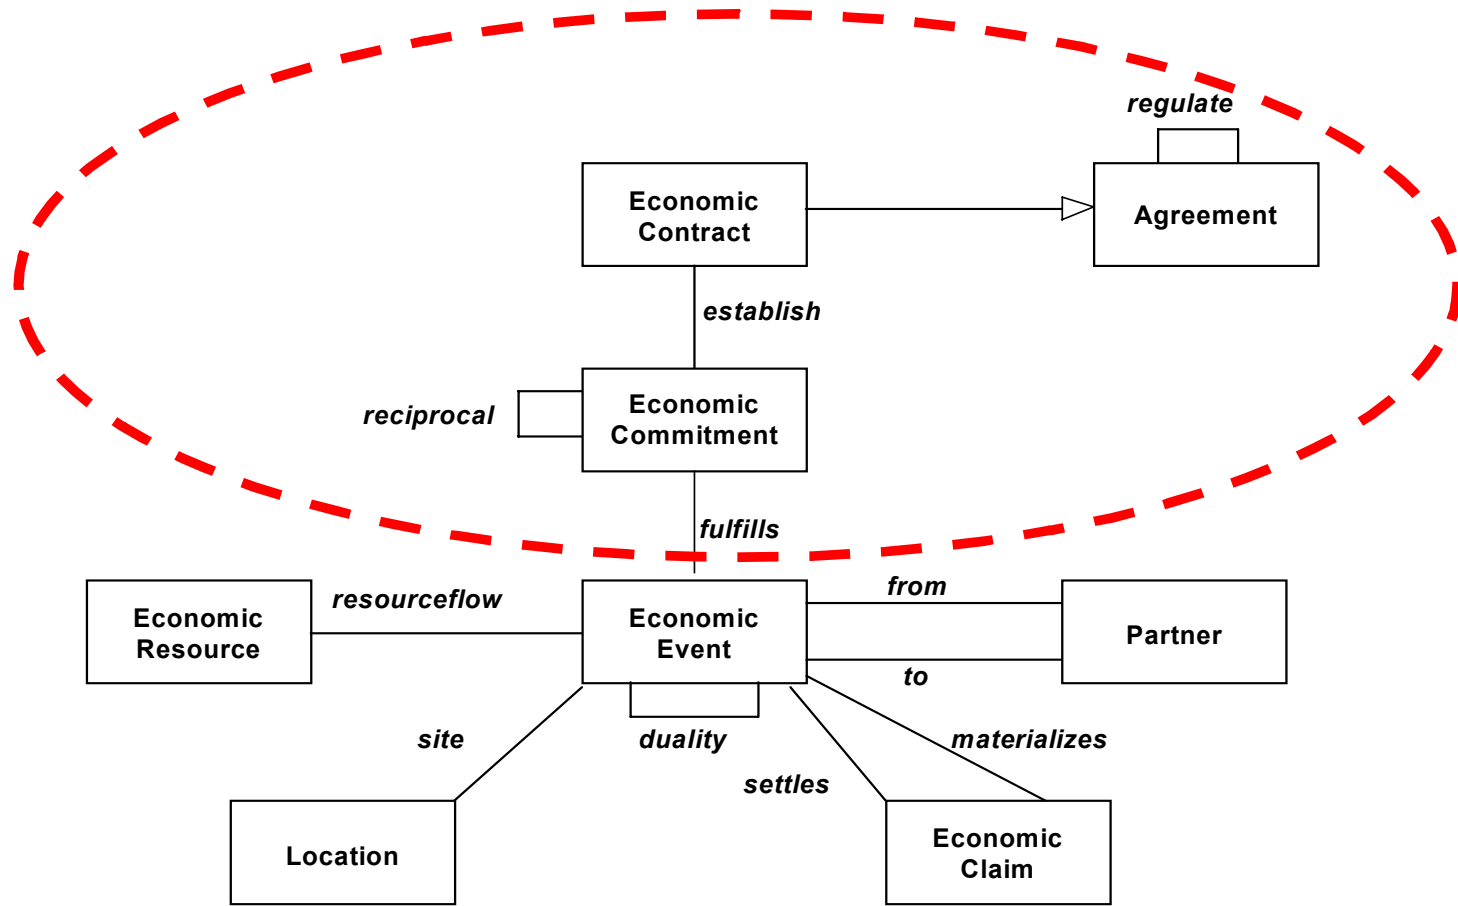 regulate
Economic
Contract
Agreement
establish
reciprocal
Economic
Commitment
fulfills
Economic
Resource
resourceflow
Economic
Event
from
to
Partner
site
duality
settles
materializes
Location
Economic
Claim